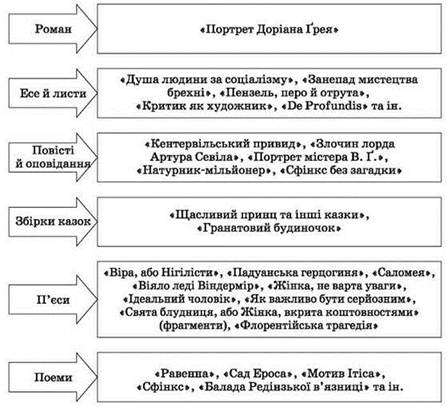 Роман
«Портрет Доріана Ґрея»
Есе й листи
«Душа людини за соціалізму», «Занепад мистецтва
брехні», «Пензель, перо й отрута»,
«Критик як художник», «De Profundis» та ін.
Повісті
й оповідання
«Кентервільський привид», «Злочин лорда
Артура Севіла», «Портрет містера В. Ґ.»,
«Натурник-мільйонер», «Сфінкс без загадки»
Збірки казок
«Щасливий принц та інші казки»,
«Гранатовий будиночок»
П’єси
«Віра, або Нігілісти», «Падуанська герцогиня», «Саломея»,
«Віяло леді Віндермір», «Жінка, не варта уваги»,
«Ідеальний чоловік», «Як важливо бути серйозним»,
«Свята блудниця, або Жінка, вкрита коштовностями»
(фрагменти), «Флорентійська трагедія»
Поеми
«Равенна», «Сад Ероса», «Мотив Ітіса»,
«Сфінкс», «Балада Редінзької в’язниці» та ін.